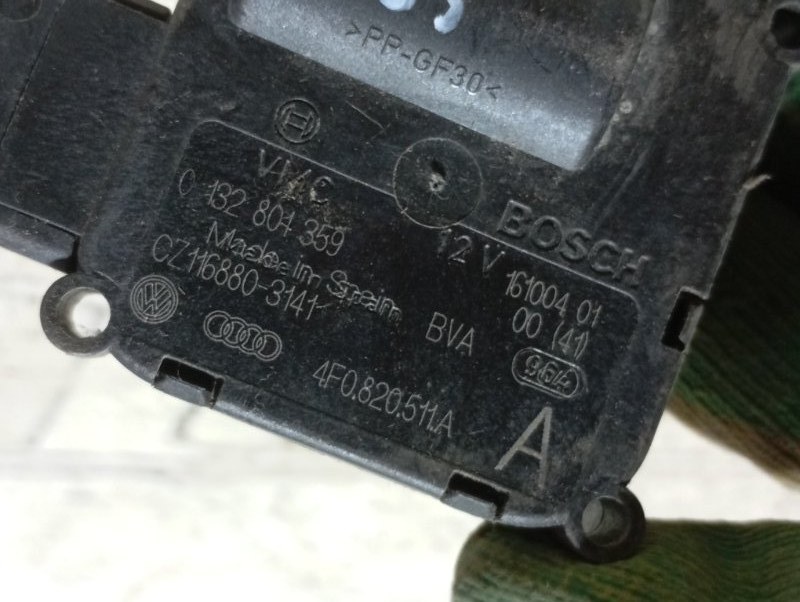 >PP-GF30<
BOSCH
0 132 801 359
12 V
161004 01
Made in Spain
00 (41)
CZ116880-3141
BVA
4F0.820.511.A
A